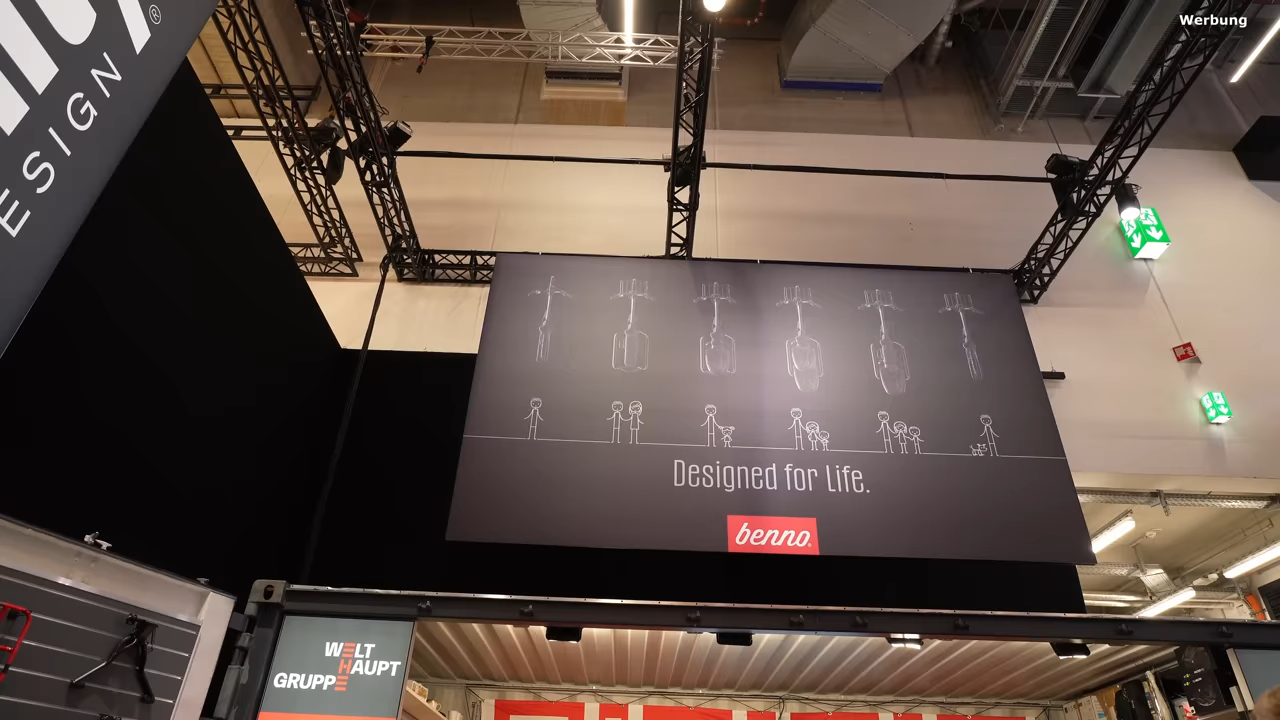 Werbung
ESIGN
Designed for Life.
benno
WELT
HAUPT
GRUPPE